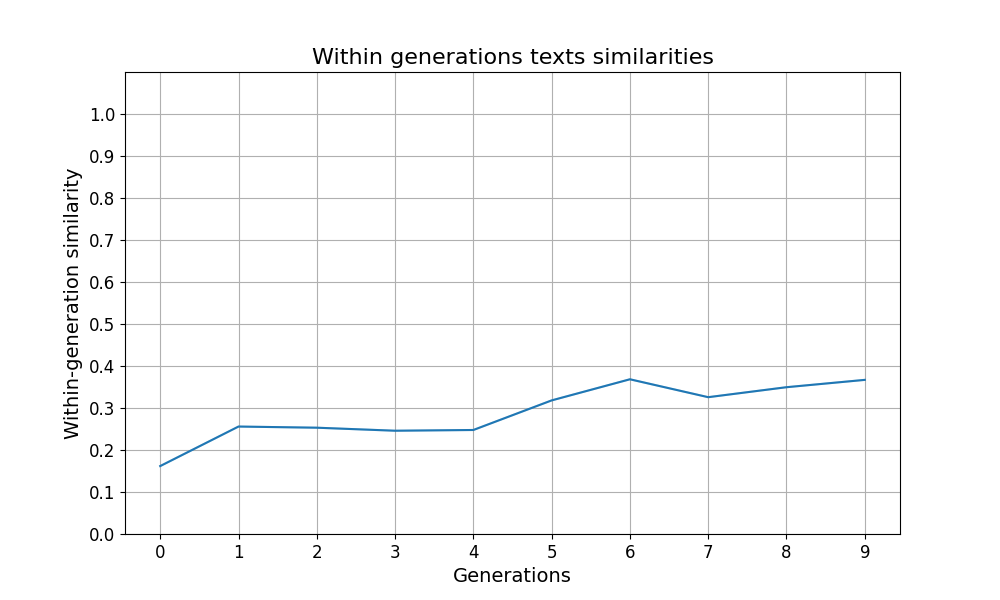 Within generations texts similarities
Within-generation similarity
1.0
0.9
0.8
0.7
0.6
0.5
0.4
0.3
0.2
0.1
0.0
0 1 2 3 4 5 6 7 8 9
Generations